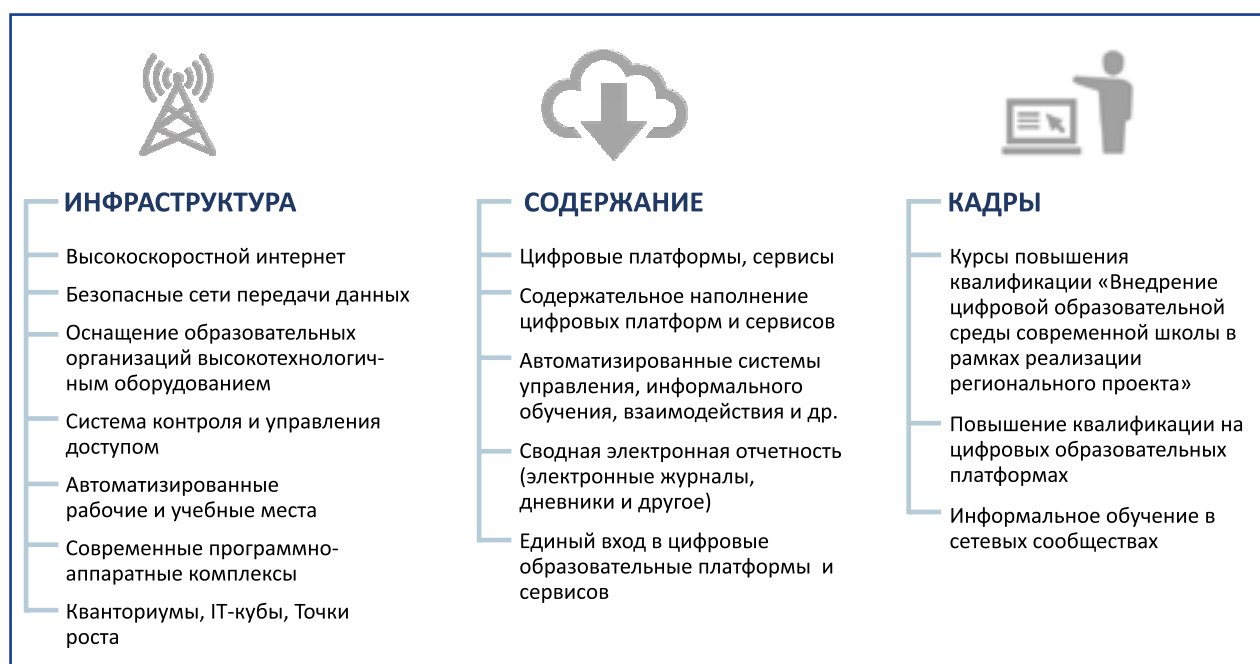 ИНФРАСТРУКТУРА
Высокоскоростной интернет
Безопасные сети передачи данных
Оснащение образовательных
организаций высокотехнологич-
ным оборудованием
Система контроля и управления
доступом
Автоматизированные
рабочие и учебные места
Современные программно-
аппаратные комплексы
Кванториумы, IT-кубы, Точки
роста
СОДЕРЖАНИЕ
Цифровые платформы, сервисы
Содержательное наполнение
цифровых платформ и сервисов
Автоматизированные системы
управления, информального
обучения, взаимодействия и др.
Сводная электронная отчетность
(электронные журналы,
дневники и другое)
Единый вход в цифровые
образовательные платформы и
сервисов
КАДРЫ
Курсы повышения
квалификации «Внедрение
цифровой образовательной
среды современной школы в
рамках реализации
регионального проекта»
Повышение квалификации на
цифровых образовательных
платформах
Информальное обучение в
сетевых сообществах